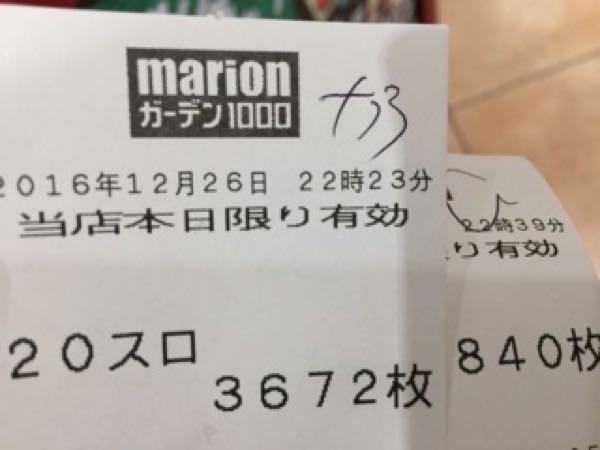 marion
ガーデン1000
2016年12月26日 22時23分
当店本日限り有効
20スロ
3672枚
22時39分
り有効
840枚